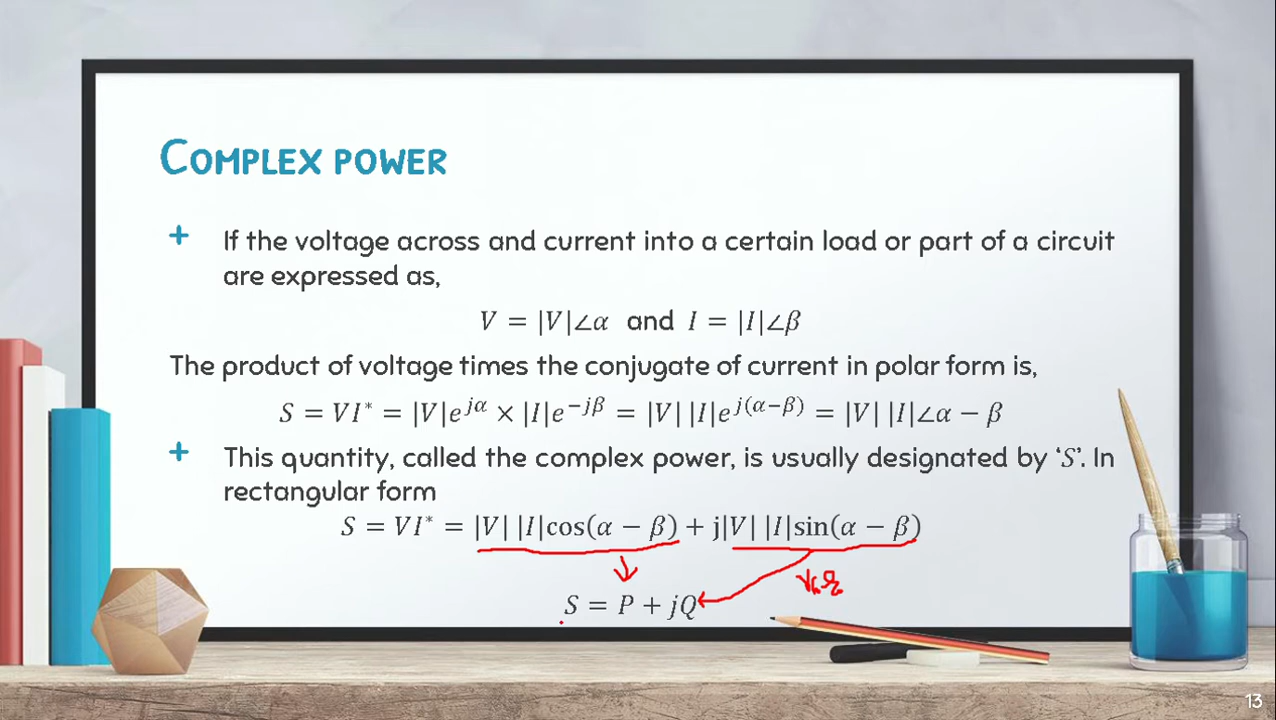 COMPLEX POWER
+ If the voltage across and current into a certain load or part of a circuit
are expressed as,
V = |V|∠α and I = |I|∠β
The product of voltage times the conjugate of current in polar form is,
S = VI* = |V|e^{jα} × |I|e^{−jβ} = |V| |I|e^{j(α−β)} = |V| |I|∠α − β
+ This quantity, called the complex power, is usually designated by ‘S’. In
rectangular form
S = VI* = |V| |I|cos(α − β) + j|V| |I|sin(α − β)
S = P + jQ
13